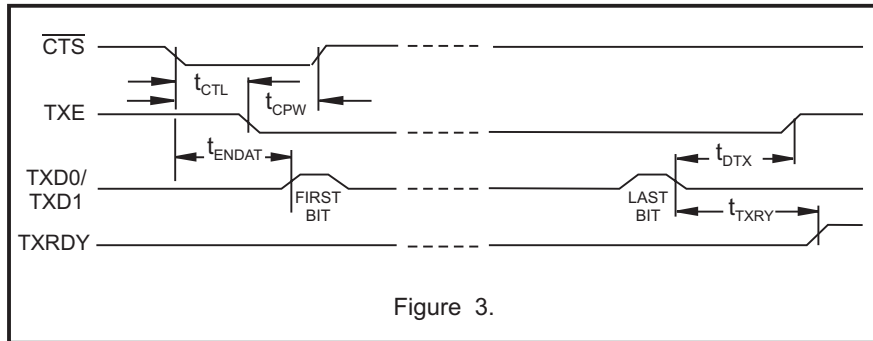 CTS
tCTL
tCPW
TXE
tENDAT
tDTX
TXD0/
TXD1
FIRST
BIT
LAST
BIT
tTXRY
TXRDY
Figure 3.